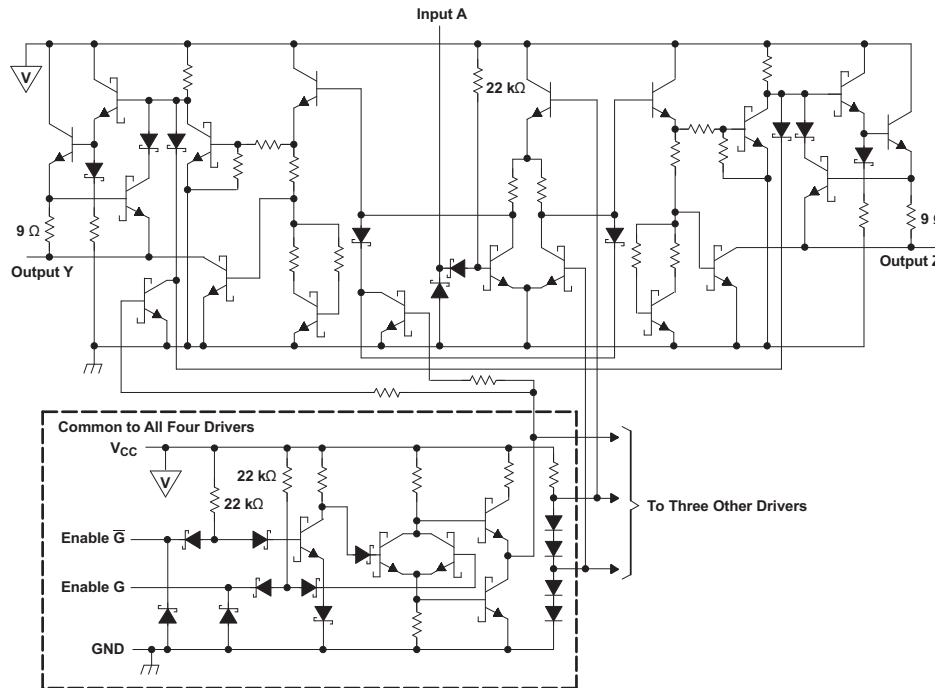 Input A
V
22 kΩ
9 Ω
9 Ω
Output Y
Output Z
Common to All Four Drivers
VCC
V
22 kΩ
22 kΩ
To Three Other Drivers
Enable G̅
Enable G
GND